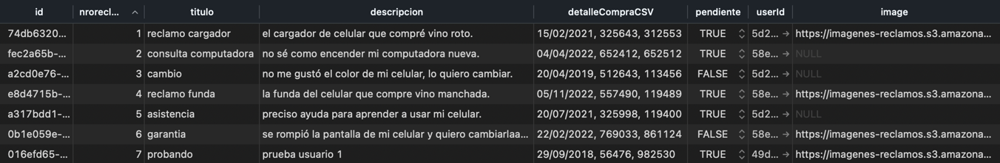 id nrorecl... titulo descripcion detalleCompraCSV pendiente userId image
74db6320... 1 reclamo cargador el cargador de celular que compré vino roto. 15/02/2021, 325643, 312553 TRUE 5d2... https://imagenes-reclamos.s3.amazona...
fec2a65b-... 2 consulta computadora no sé como encender mi computadora nueva. 04/04/2022, 652412, 652512 TRUE 58e... NULL
a2cd0e76-... 3 cambio no me gustó el color de mi celular, lo quiero cambiar. 20/04/2019, 512643, 113456 FALSE 5d2... NULL
e8d4715b-... 4 reclamo funda la funda del celular que compre vino manchada. 05/11/2022, 557490, 119489 TRUE 58e... https://imagenes-reclamos.s3.amazona...
a317bdd1-... 5 asistencia preciso ayuda para aprender a usar mi celular. 20/07/2021, 325998, 119400 TRUE 5d2... NULL
0b1e059e-... 6 garantia se rompió la pantalla de mi celular y quiero cambiarlaa... 22/02/2022, 769033, 861124 FALSE 58e... https://imagenes-reclamos.s3.amazona...
016efd65-... 7 probando prueba usuario 1 29/09/2018, 56476, 982530 TRUE 49d... https://imagenes-reclamos.s3.amazona...